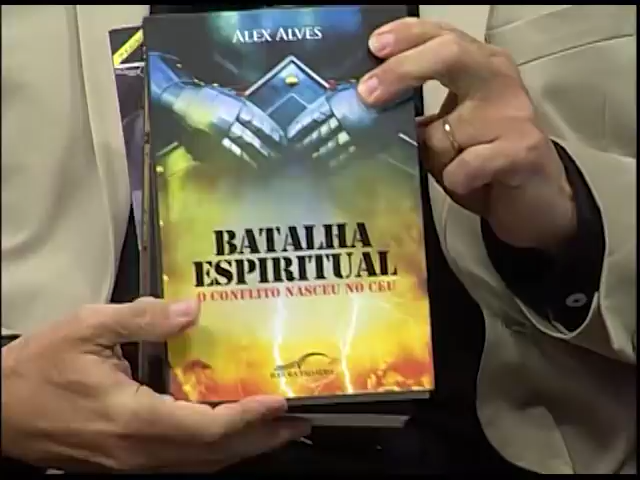 ALEX ALVES
BATALHA
ESPIRITUAL
O CONFLITO NASCEU NO CÉU